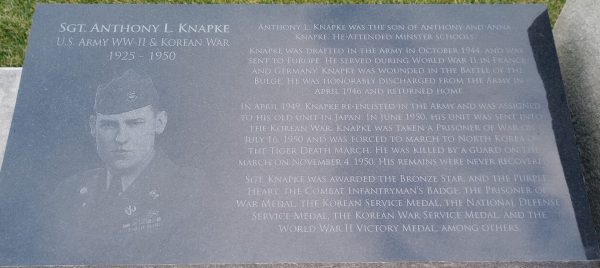 Sgt. Anthony L. Knapke
U.S. Army WW-II & Korean War
1925 – 1950
Anthony L. Knapke was the son of Anthony and Anna
Knapke. He attended Minster schools.
Knapke was drafted in the Army in October 1944, and was
sent to Europe. He served during World War II in France
and Germany. Knapke was wounded in the Battle of the
Bulge. He was honorably discharged from the Army in
April 1946 and returned home.
In April 1949, Knapke re-enlisted in the Army and was assigned
to his old unit in Japan. In June 1950, his unit was sent into
the Korean War. Knapke was taken a Prisoner of War on
July 16, 1950 and was forced to march to North Korea on
the Tiger Death March. He was killed by a guard on the
march on November 4, 1950. His remains were never recovered.
Sgt. Knapke was awarded the Bronze Star, and the Purple
Heart, the Combat Infantryman's Badge, the Prisoner of
War Medal, the Korean Service Medal, the National Defense
Service Medal, the Korean War Service Medal, and the
World War II Victory Medal, among others.